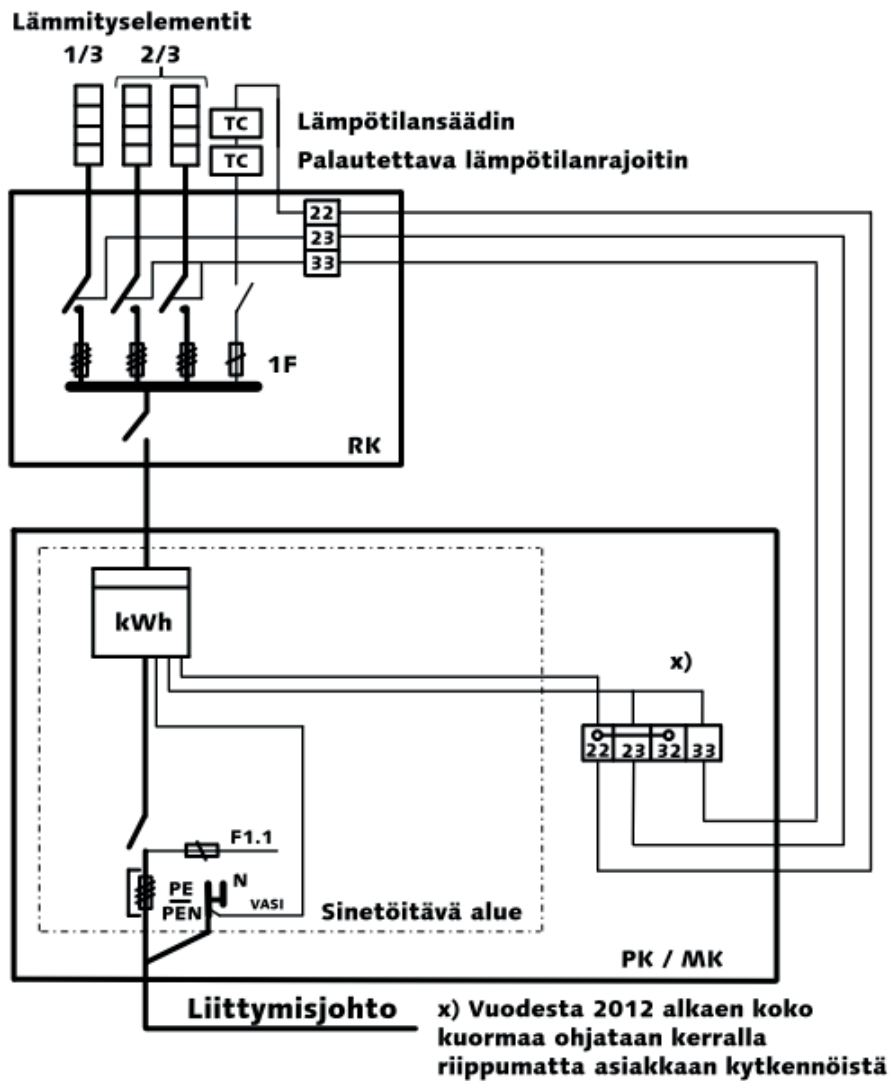 Lämmityselementit
1/3 2/3
TC Lämpötilansäädin
TC Palautettava lämpötilanrajoitin
22
23
33
1F
RK
kWh
x)
22 23 32 33
F1.1
PE N
PEN VASI
Sinetöitävä alue
PK / MK
Liittymisjohto
x) Vuodesta 2012 alkaen koko
kuormaa ohjataan kerralla
riippumatta asiakkaan kytkennöistä